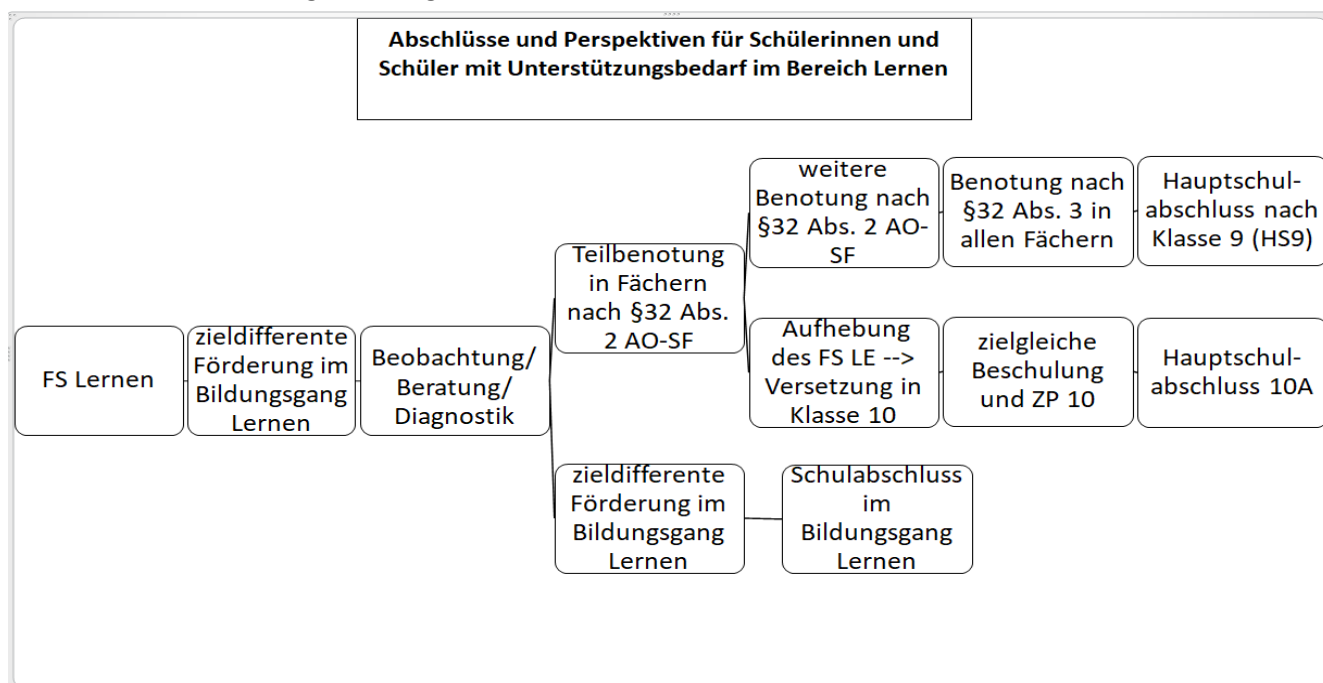 Abschlüsse und Perspektiven für Schülerinnen und
Schüler mit Unterstützungsbedarf im Bereich Lernen
FS Lernen
zieldifferente
Förderung im
Bildungsgang
Lernen
Beobachtung/
Beratung/
Diagnostik
Teilbenotung
in Fächern
nach §32 Abs.
2 AO-SF
weitere
Benotung nach
§32 Abs. 2 AO-
SF
Benotung nach
§32 Abs. 3 in
allen Fächern
Hauptschul-
abschluss nach
Klasse 9 (HS9)
Aufhebung
des FS LE -->
Versetzung in
Klasse 10
zielgleiche
Beschulung
und ZP 10
Hauptschul-
abschluss 10A
zieldifferente
Förderung im
Bildungsgang
Lernen
Schulabschluss
im
Bildungsgang
Lernen